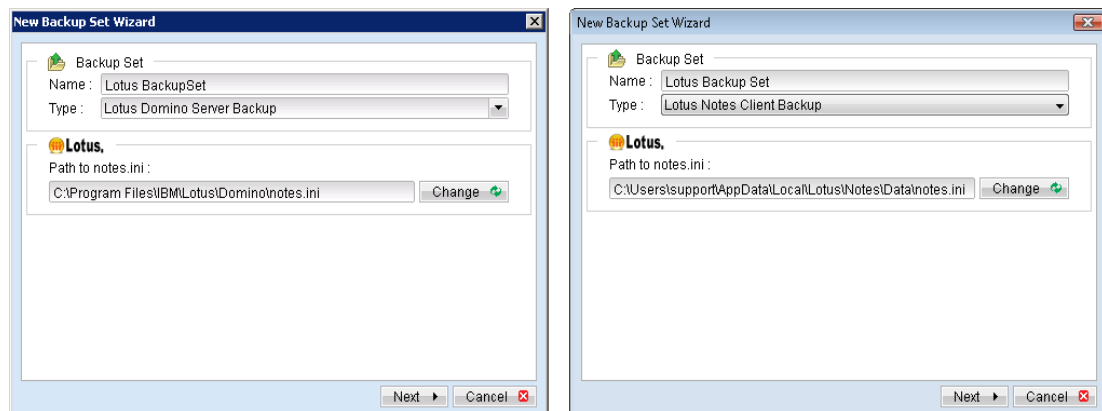 New Backup Set Wizard
Backup Set
Name : Lotus BackupSet
Type : Lotus Domino Server Backup
Lotus.
Path to notes.ini :
C:\Program Files\IBM\Lotus\Domino\notes.ini Change
Next Cancel
New Backup Set Wizard
Backup Set
Name : Lotus Backup Set
Type : Lotus Notes Client Backup
Lotus.
Path to notes.ini :
C:\Users\support\AppData\Local\Lotus\Notes\Data\notes.ini Change
Next Cancel